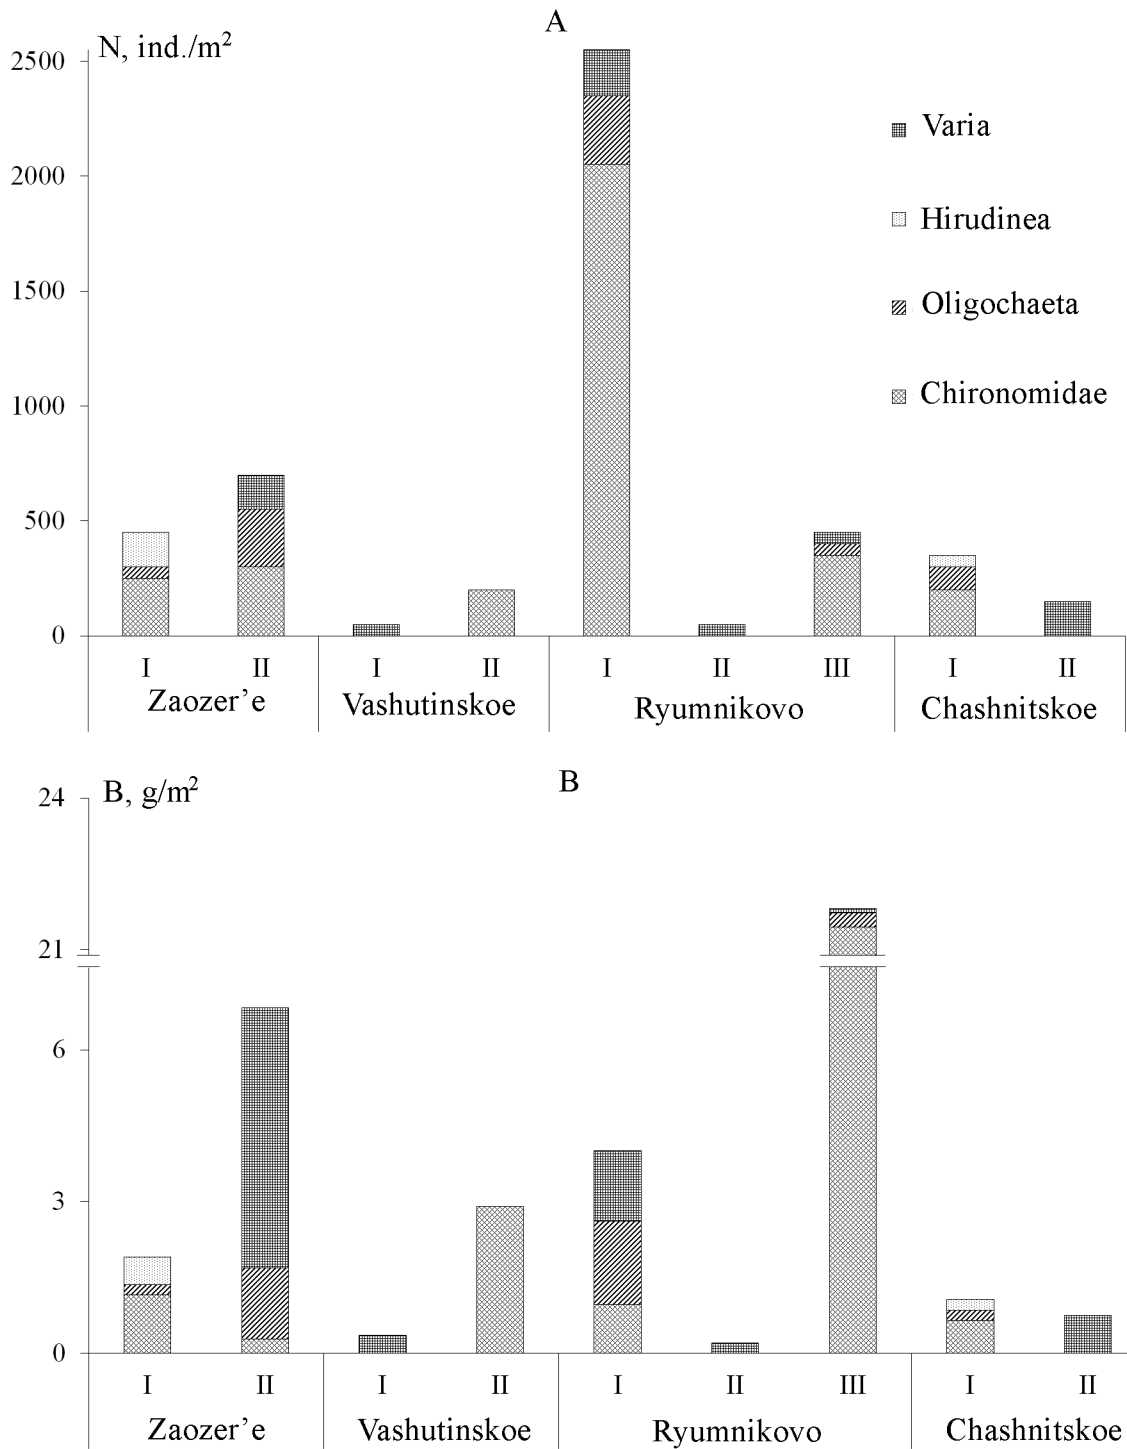 A
N, ind./m²
2500
2000
1500
1000
500
0
Varia
Hirudinea
Oligochaeta
Chironomidae
I II I II I II III I II
Zaozer’e Vashutinskoe Ryumnikovo Chashnitskoe
B
B, g/m²
24
21
6
3
0
I II I II I II III I II
Zaozer’e Vashutinskoe Ryumnikovo Chashnitskoe